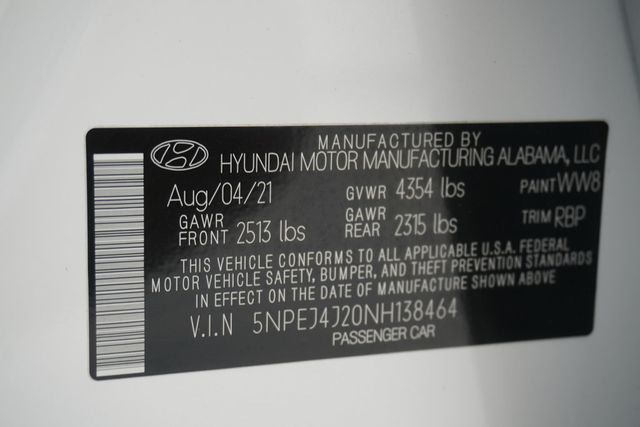 MANUFACTURED BY
HYUNDAI MOTOR MANUFACTURING ALABAMA, LLC
Aug/04/21 GVWR 4354 lbs PAINT WW8
GAWR FRONT 2513 lbs GAWR REAR 2315 lbs TRIM RBP
THIS VEHICLE CONFORMS TO ALL APPLICABLE U.S.A. FEDERAL
MOTOR VEHICLE SAFETY, BUMPER, AND THEFT PREVENTION STANDARDS
IN EFFECT ON THE DATE OF MANUFACTURE SHOWN ABOVE.
V.I.N 5NPEJ4J20NH138464
PASSENGER CAR